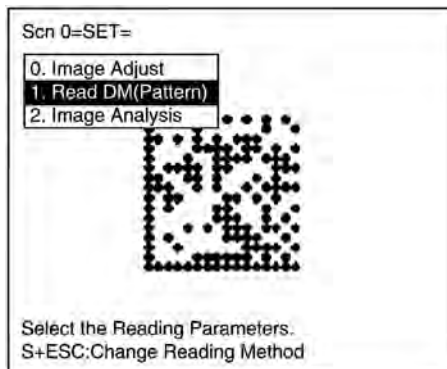 Scn 0=SET=
0. Image Adjust
1. Read DM(Pattern)
2. Image Analysis
Select the Reading Parameters.
S+ESC:Change Reading Method